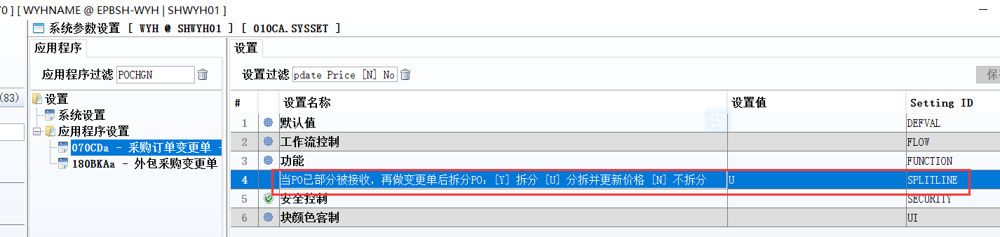 0 ] [ WYHNAME @ EPBSH-WYH | SHWYH01 ]
系统参数设置 [ WYH @ SHWYH01 ] [ 010CA.SYSSET ]
应用程序
设置
应用程序过滤 POCHGN
设置过滤 pdate Price [N] No
(83)
设置
系统设置
应用程序设置
070CDa - 采购订单变更单 -
180BKAa - 外包采购变更单
# 设置名称 设置值 Setting ID
1 默认值 DEFVAL
2 工作流控制 FLOW
3 功能 FUNCTION
4 当PO已部分被接收，再做变更单后拆分PO: [Y] 拆分 [U] 分拆并更新价格 [N] 不拆分 U SPLITLINE
5 安全控制 SECURITY
6 块颜色客制 UI